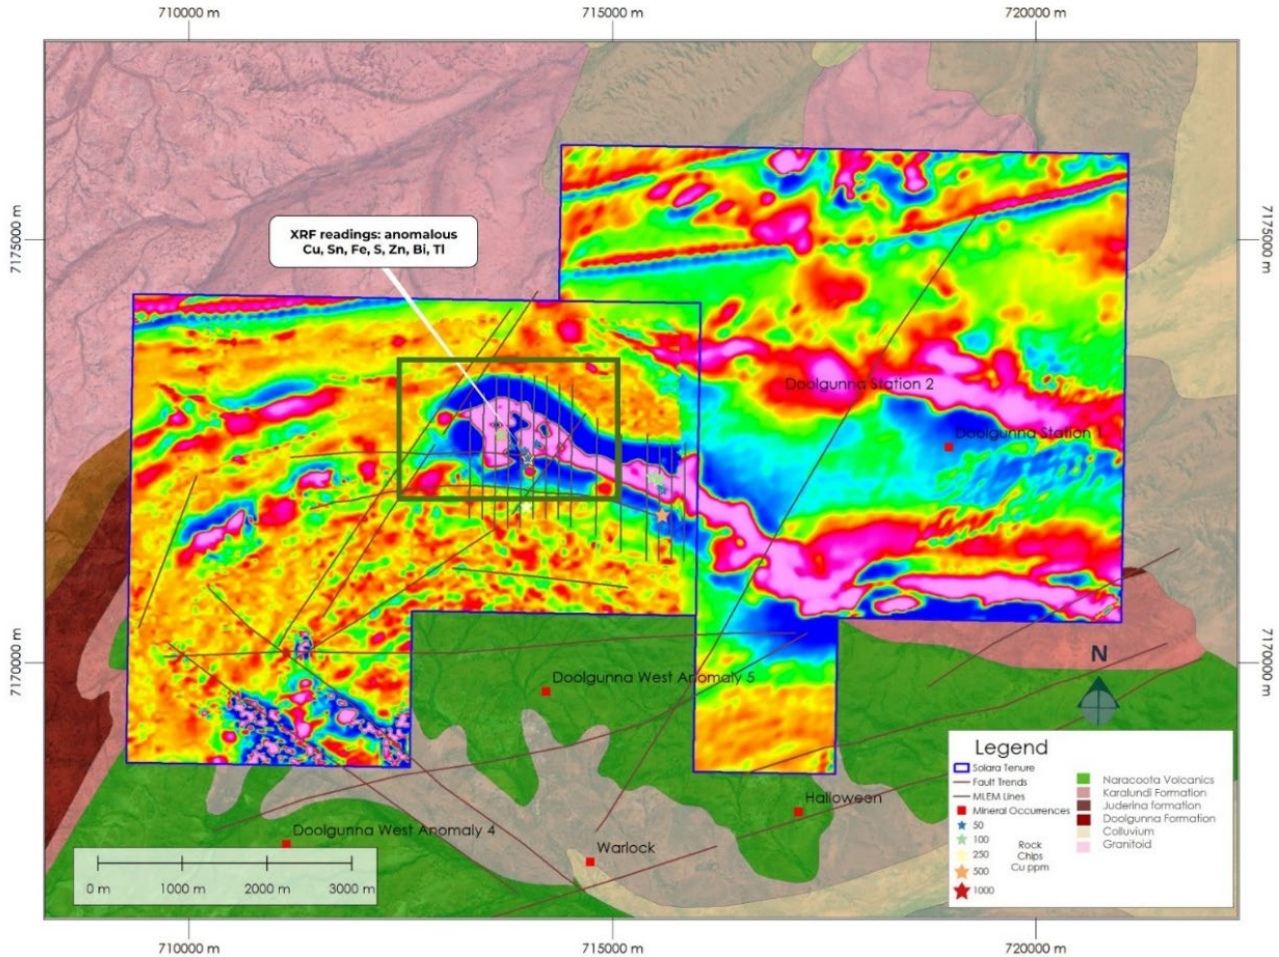 710000 m
715000 m
720000 m
7175000 m
7175000 m
XRF readings: anomalous
Cu, Sn, Fe, S, Zn, Bi, Tl
Doolgunna Station 2
Doolgunna Station 1
7170000 m
7170000 m
N
Doolgunna West Anomaly 5
Halloween
Doolgunna West Anomaly 4
Warlock
0 m
1000 m
2000 m
3000 m
Legend
Solara Tenure
Fault Trends
MLEM Lines
Mineral Occurrences
50
100
250
500
1000
Rock
Chips
Cu ppm
Naracoota Volcanics
Karalundi Formation
Juderina formation
Doolgunna Formation
Colluvium
Granitoid
710000 m
715000 m
720000 m